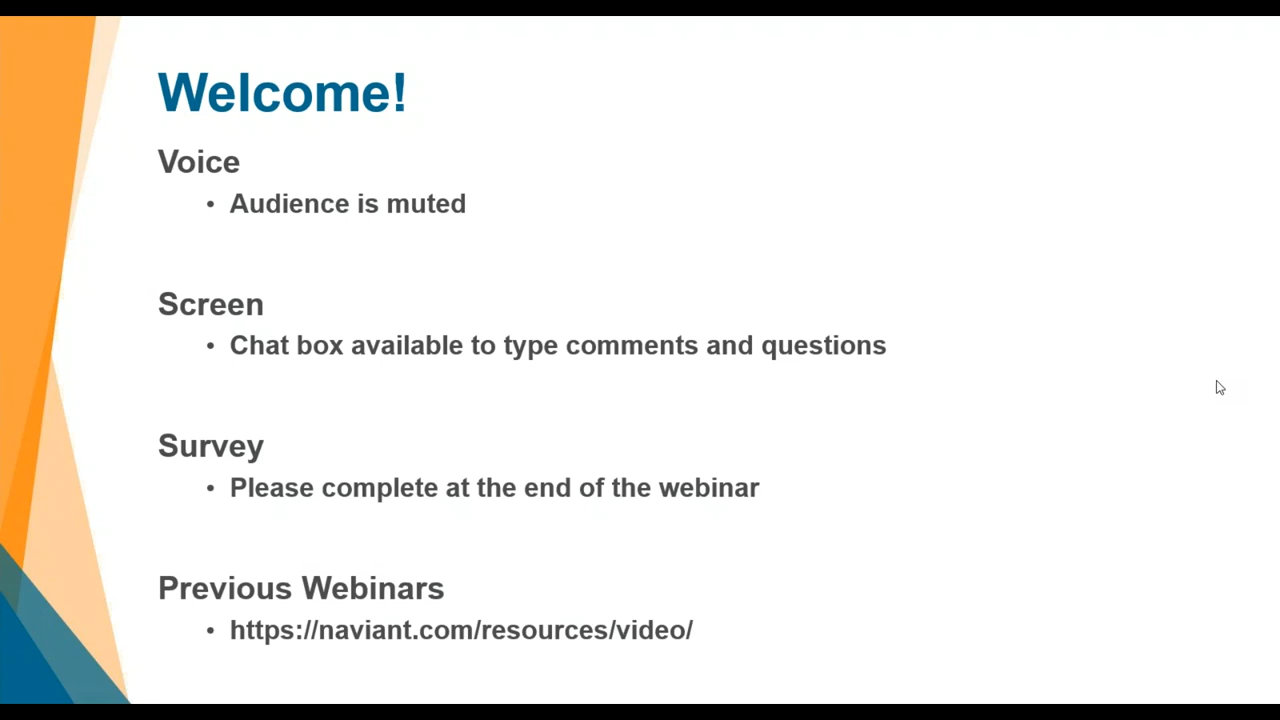 Welcome!
Voice
• Audience is muted
Screen
• Chat box available to type comments and questions
Survey
• Please complete at the end of the webinar
Previous Webinars
• https://naviant.com/resources/video/